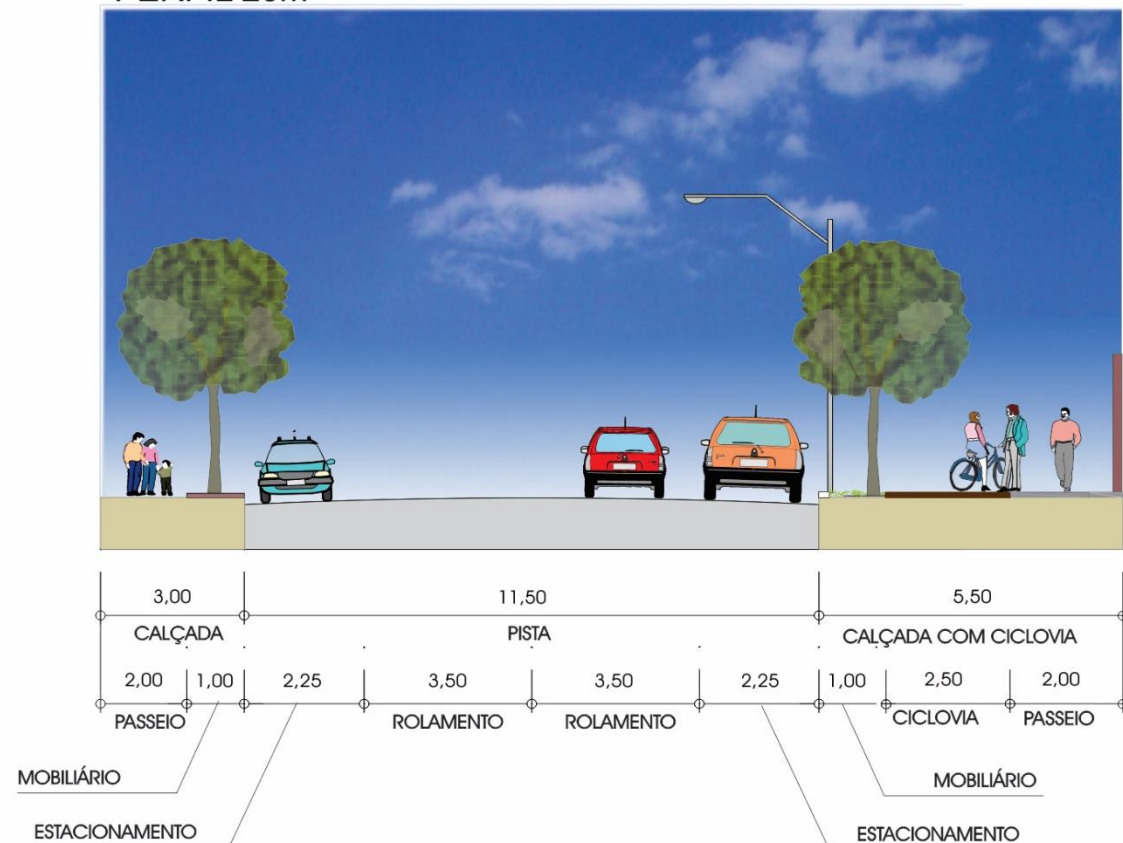 3,00 11,50 5,50
CALÇADA PISTA CALÇADA COM CICLOVIA
2,00 1,00 2,25 3,50 3,50 2,25 1,00 2,50 2,00
PASSEIO ROLAMENTO ROLAMENTO CICLOVIA PASSEIO
MOBILIÁRIO MOBILIÁRIO
ESTACIONAMENTO ESTACIONAMENTO